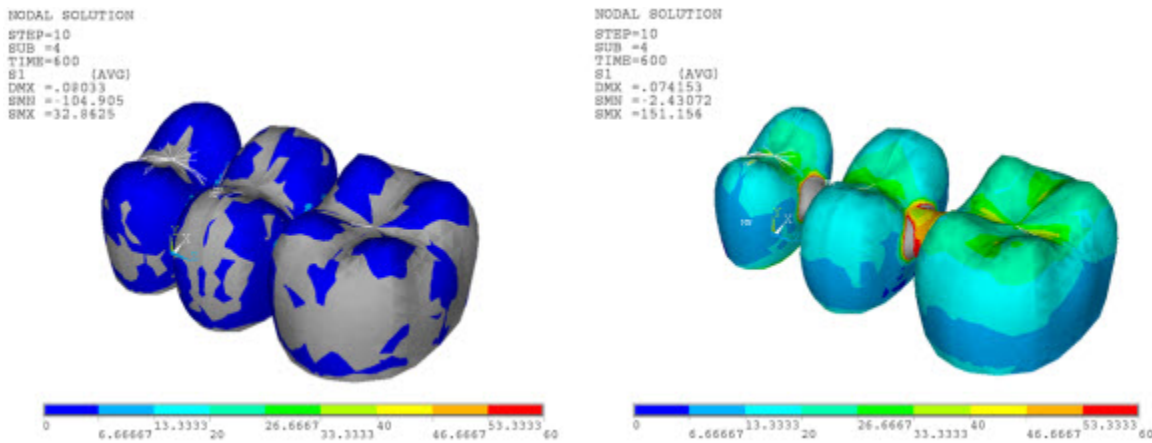 NODAL SOLUTION
STEP=10
SUB =4
TIME=600
S1 (AVG)
DMX =.08033
SMN =-104.905
SMX =32.8625
0 13.3333 26.6667 40 53.3333
6.66667 20 33.3333 46.6667 60
NODAL SOLUTION
STEP=10
SUB =4
TIME=600
S1 (AVG)
DMX =.074153
SMN =-2.43072
SMX =151.156
0 13.3333 26.6667 40 53.3333
6.66667 20 33.3333 46.6667 60